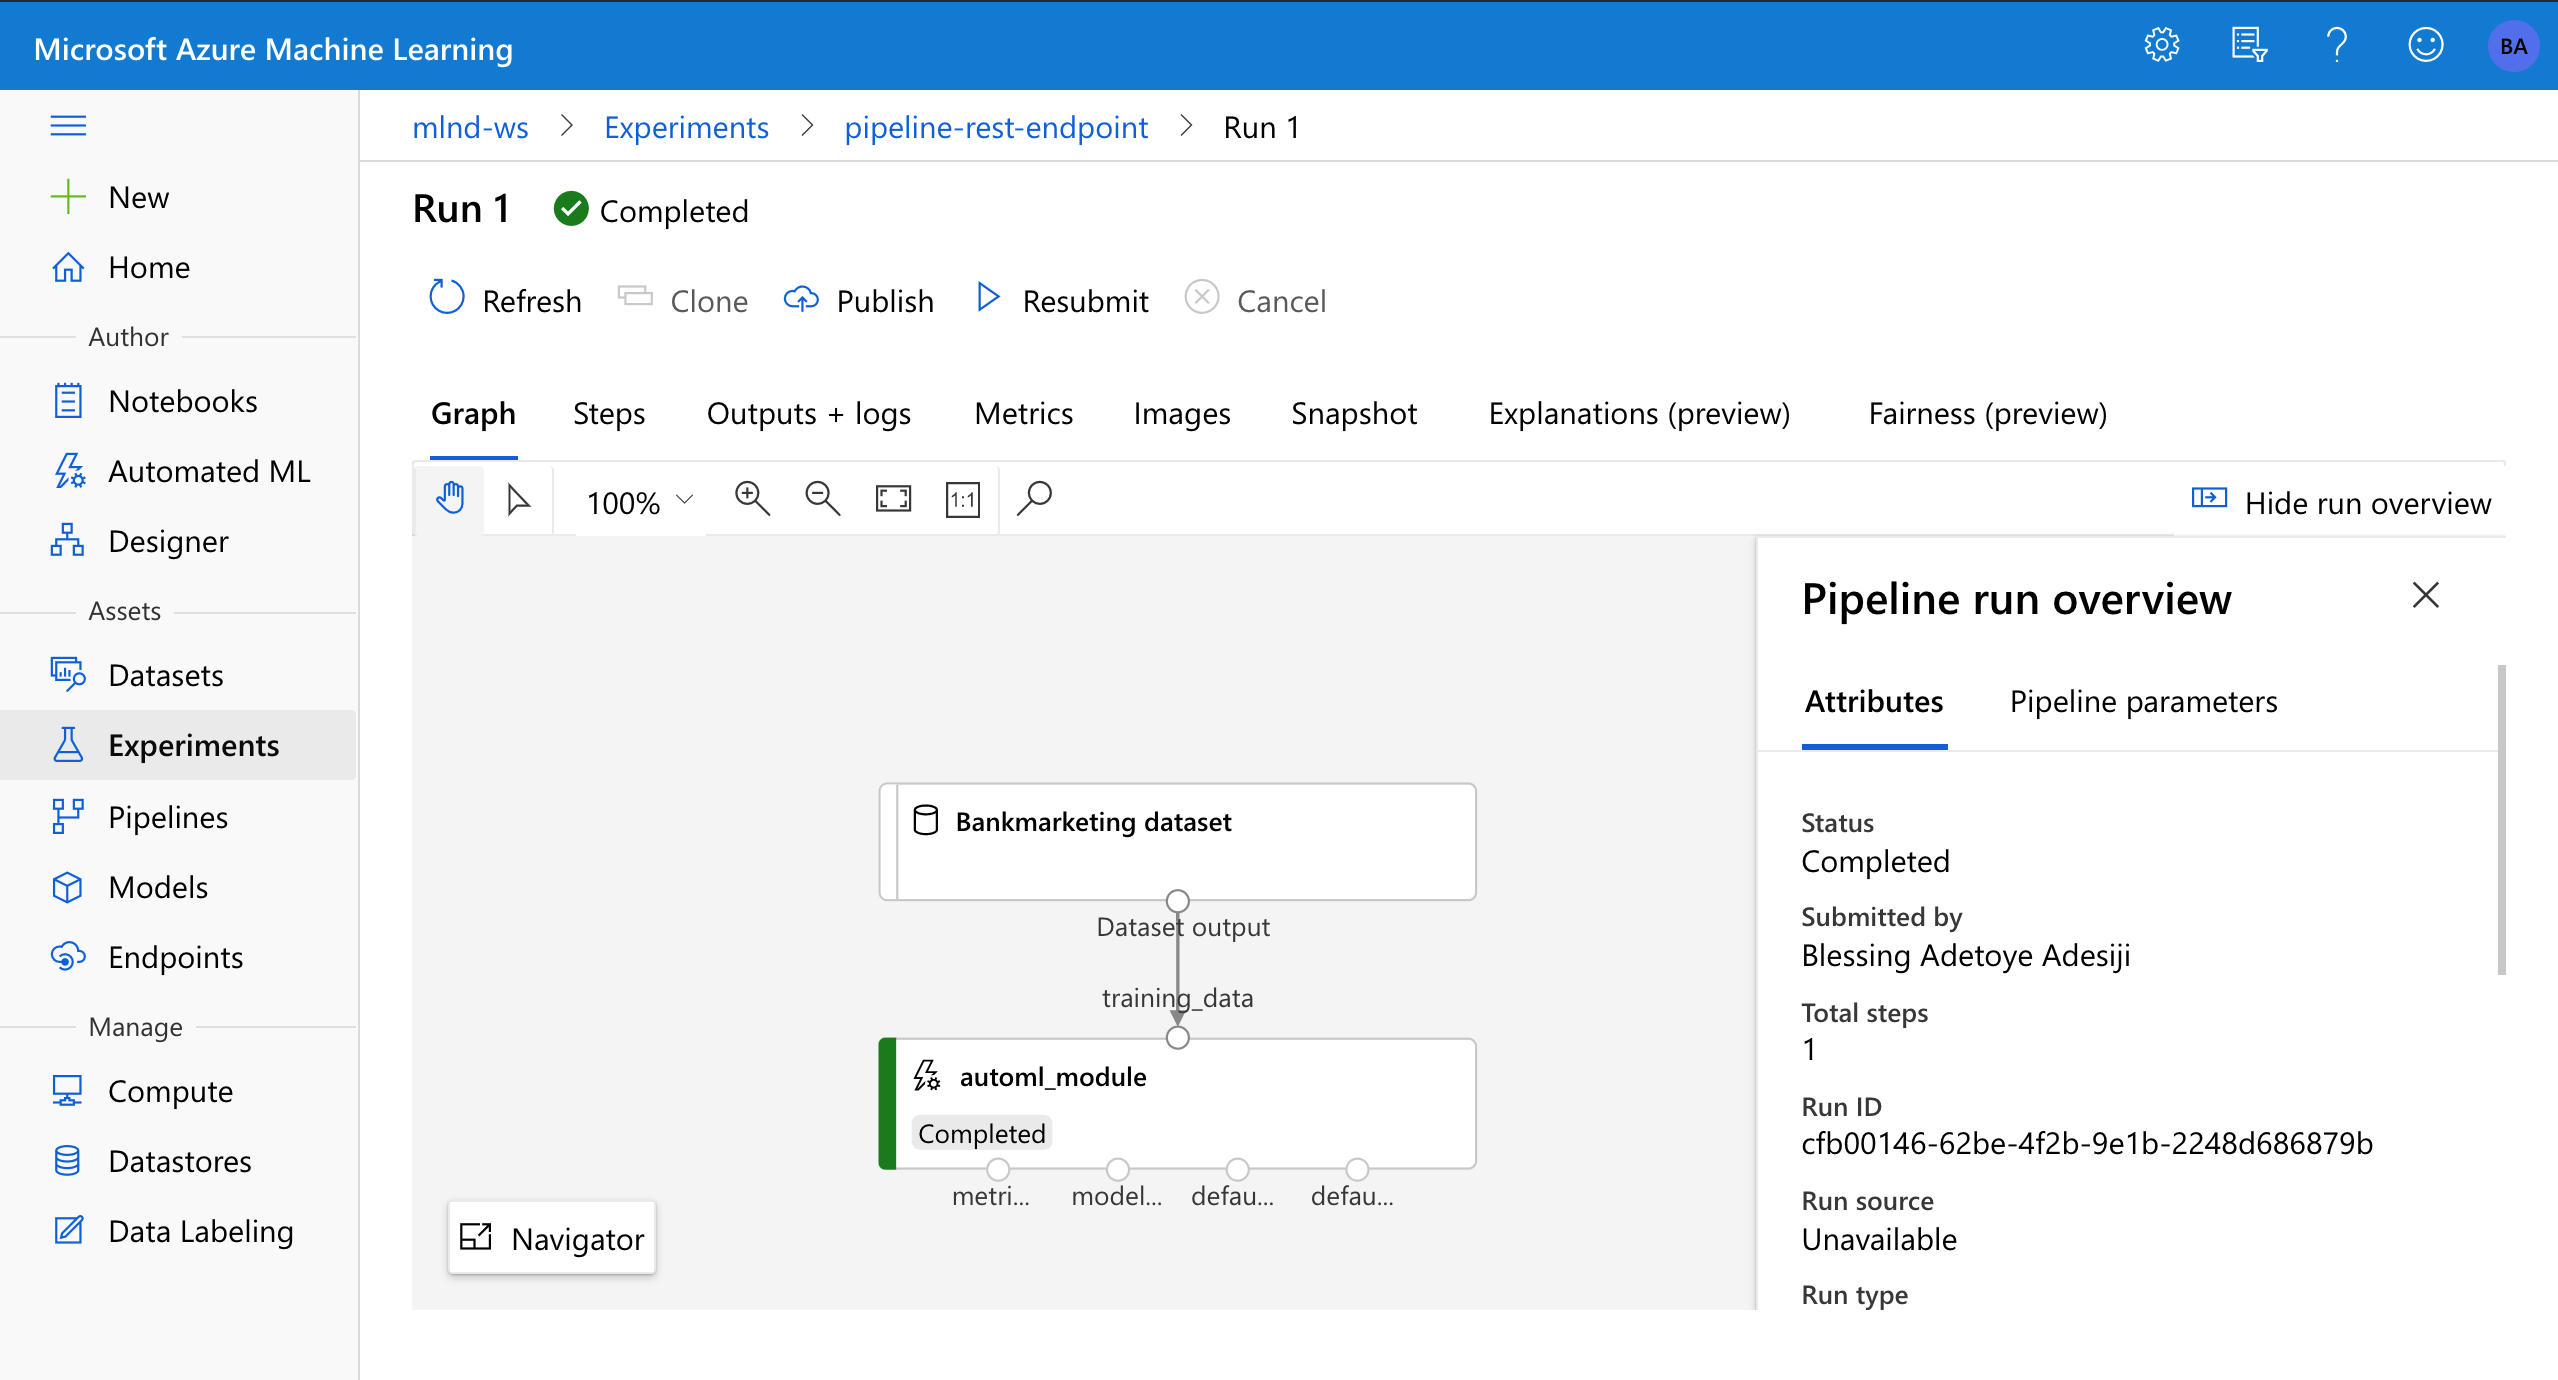 Microsoft Azure Machine Learning
BA
mlnd-ws > Experiments > pipeline-rest-endpoint > Run 1
New
Home
Author
Notebooks
Automated ML
Designer
Assets
Datasets
Experiments
Pipelines
Models
Endpoints
Manage
Compute
Datastores
Data Labeling
Run 1 Completed
Refresh Clone Publish Resubmit Cancel
Graph Steps Outputs + logs Metrics Images Snapshot Explanations (preview) Fairness (preview)
100% 1:1 Hide run overview
Bankmarketing dataset
Dataset output
training_data
automl_module
Completed
metri... model... defau... defau...
Navigator
Pipeline run overview
Attributes Pipeline parameters
Status
Completed
Submitted by
Blessing Adetoye Adesiji
Total steps
1
Run ID
cfb00146-62be-4f2b-9e1b-2248d686879b
Run source
Unavailable
Run type